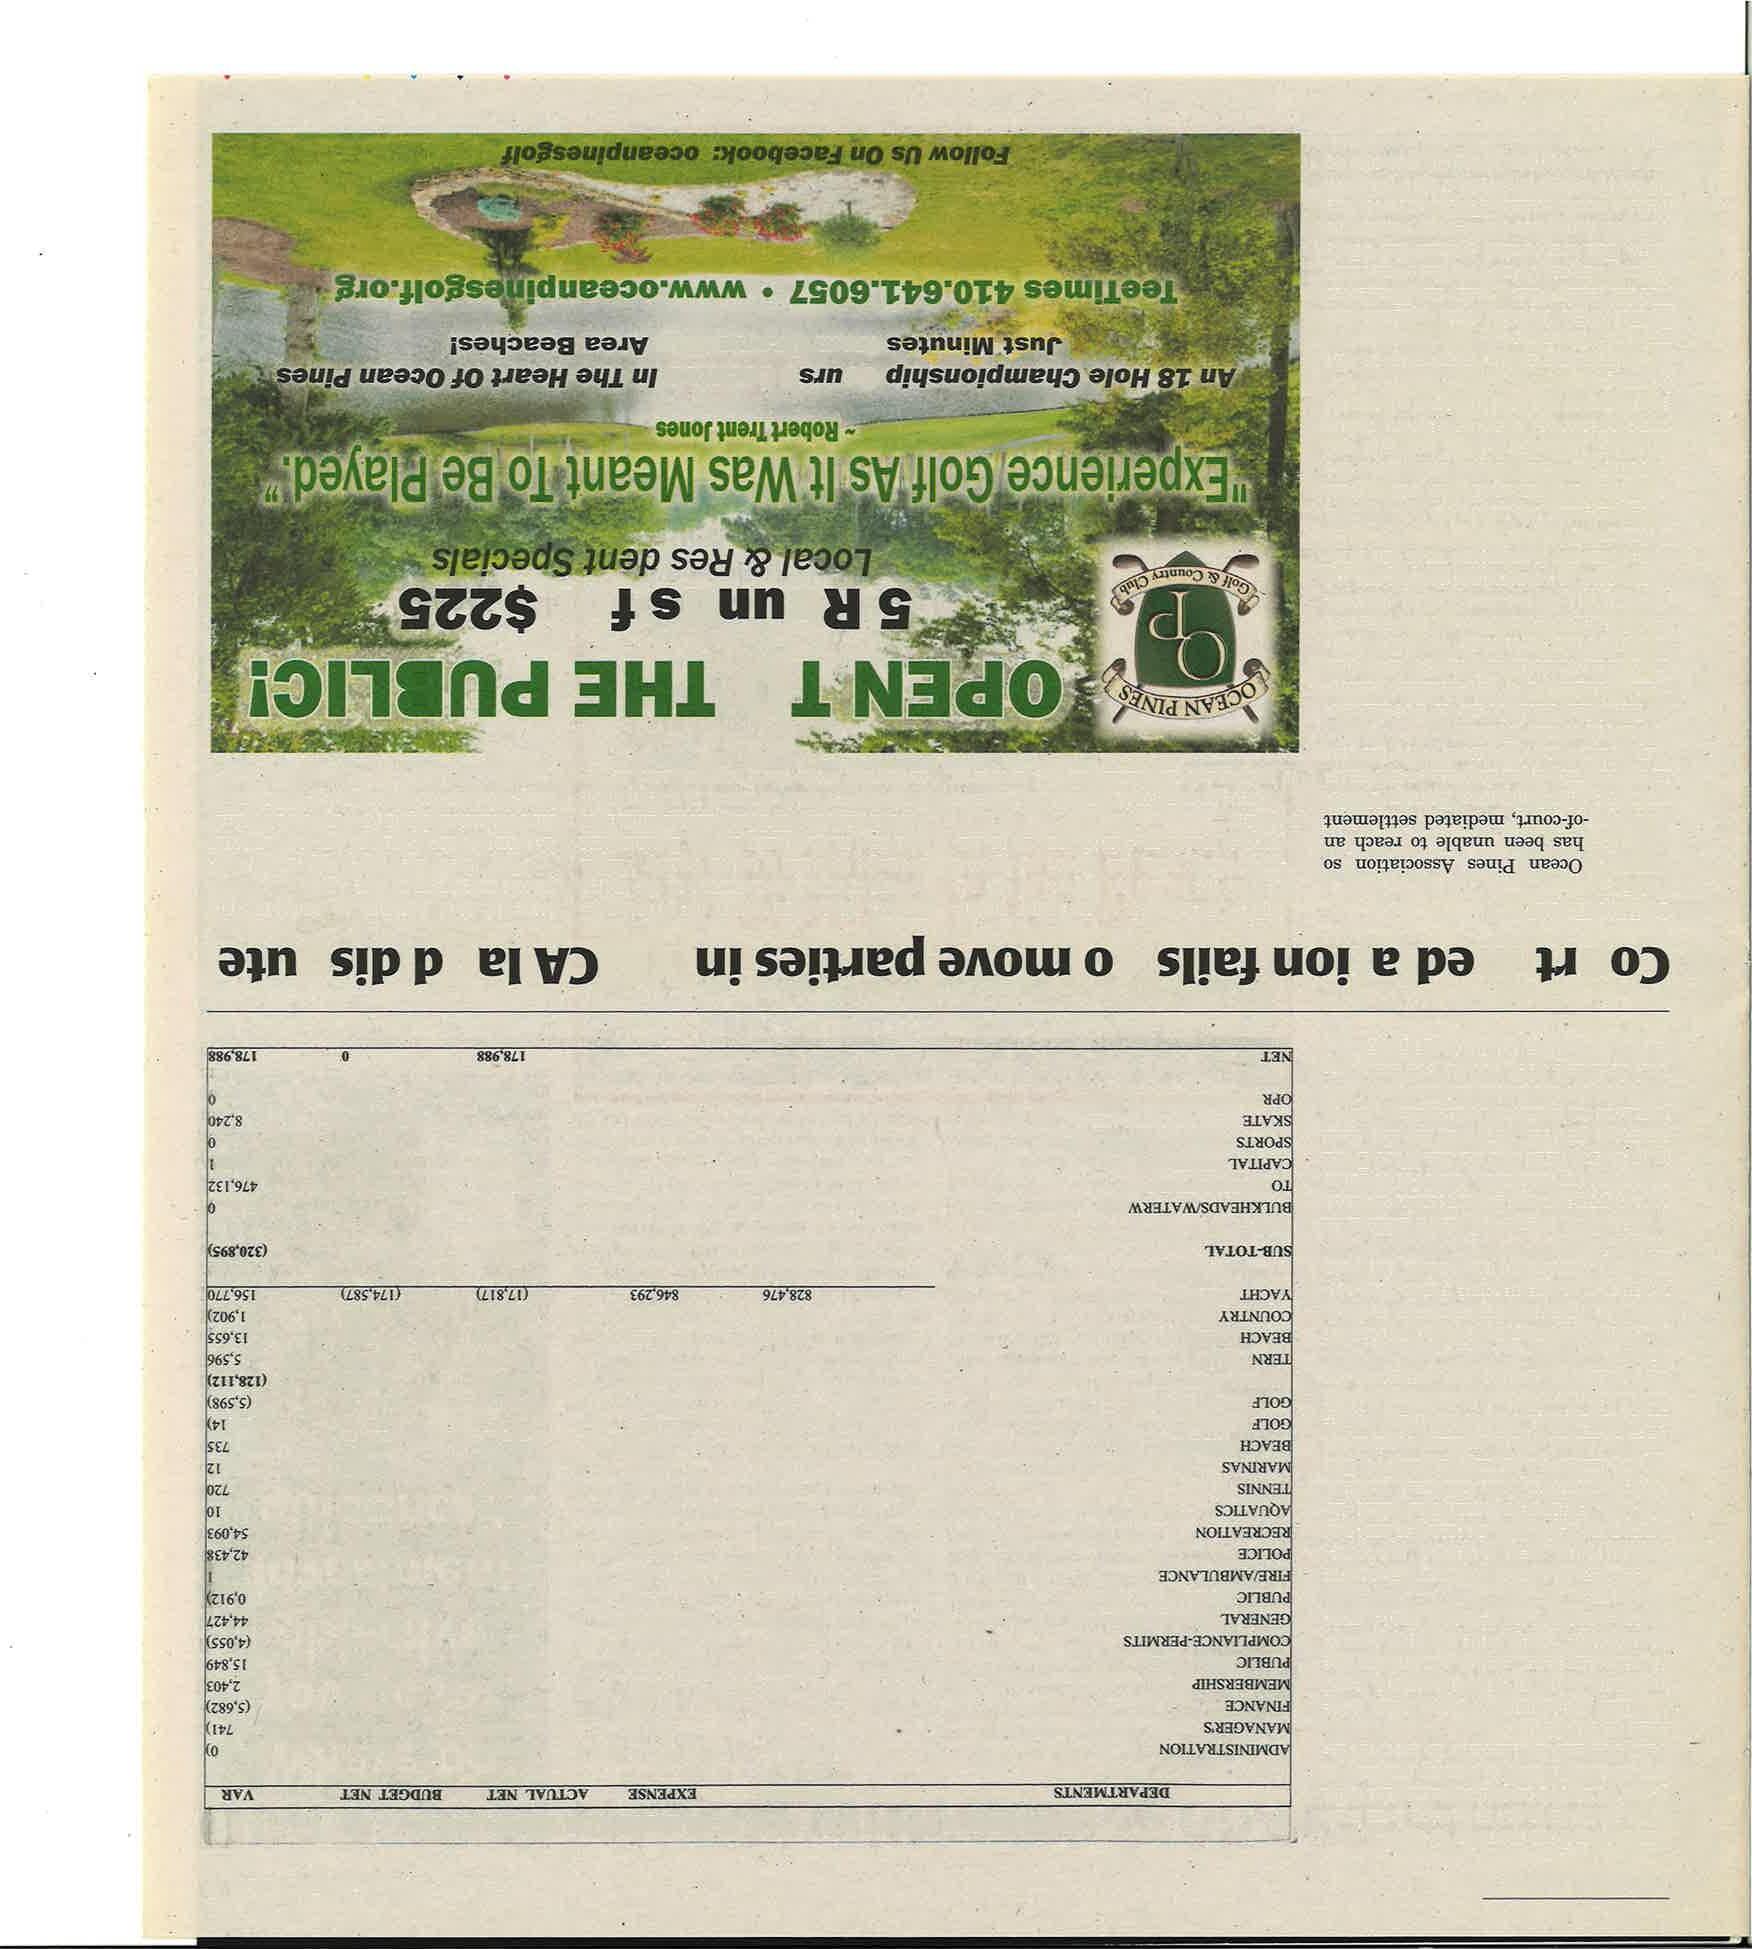 DEPARTMENTS EXPENSE ACTUAL NET BUDGET NET VAR
ADMINISTRATION 0)
MANAGER'S 741)
FINANCE (5,682)
MEMBERSHIP 2,403
PUBLIC 15,849
COMPLIANCE-PERMITS (4,055)
GENERAL 44,427
PUBLIC 0,912)
FIRE/AMBULANCE 1
POLICE 42,438
RECREATION 54,093
AQUATICS 10
TENNIS 720
MARINAS 12
BEACH 735
GOLF 14)
GOLF (5,598)
(128,112)
TERN 5,596
BEACH 13,655
COUNTRY 1,902)
YACHT 828,476 846,293 (17,817) (174,587) 156,770
SUB-TOTAL (320,895)
BULKHEADS/WATERW 0
TO 476,132
CAPITAL 1
SPORTS 0
SKATE 8,240
OPR 0
NET 178,988 0 178,988
Co rt ed a ion fails o move parties in CA la d dis ute
Ocean Pines Association so
has been unable to reach an
-of-court, mediated settlement
OCEAN PINES
OP
Golf & Country Club
OPEN T THE PUBLIC!
5 R un s f $225
Local & Res dent Specials
"Experience Golf As It Was Meant To Be Played."
~ Robert Trent Jones
An 18 Hole Championship urs In The Heart Of Ocean Pines
Just Minutes Area Beaches!
TeeTimes 410.641.6057 • www.oceanpinesgolf.org
Follow Us On Facebook: oceanpinesgolf